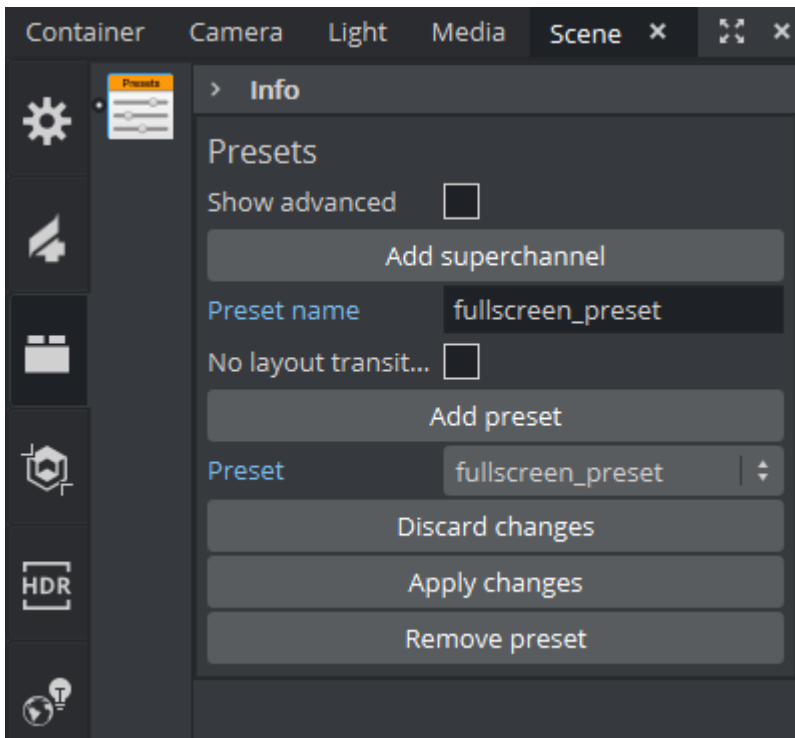 Container Camera Light Media Scene
Presets
Info
Presets
Show advanced
Add superchannel
Preset name fullscreen_preset
No layout transit...
Add preset
Preset fullscreen_preset
Discard changes
Apply changes
HDR
Remove preset
T